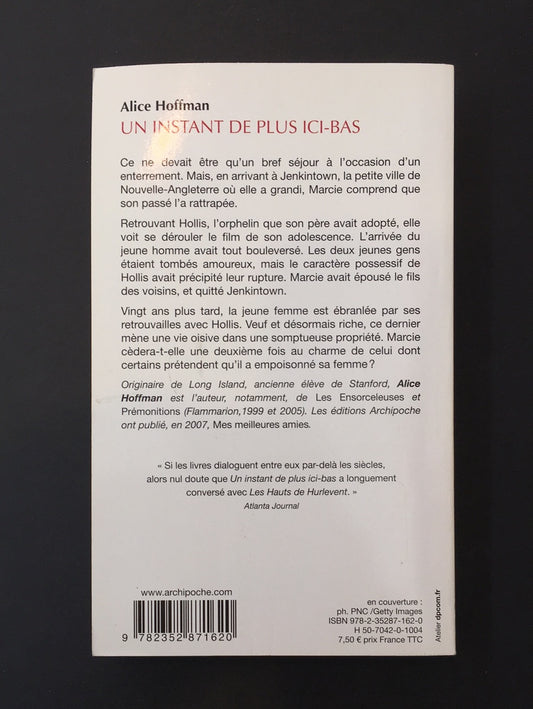 Alice Hoffman
UN INSTANT DE PLUS ICI-BAS
Ce ne devait être qu'un bref séjour à l'occasion d'un
enterrement. Mais, en arrivant à Jenkintown, la petite ville de
Nouvelle-Angleterre où elle a grandi, Marcie comprend que
son passé l'a rattrapée.
Retrouvant Hollis, l'orphelin que son père avait adopté, elle
voit se dérouler le film de son adolescence. L'arrivée du
jeune homme avait tout bouleversé. Les deux jeunes gens
étaient tombés amoureux, mais le caractère possessif de
Hollis avait précipité leur rupture. Marcie avait épousé le fils
des voisins, et quitté Jenkintown.
Vingt ans plus tard, la jeune femme est ébranlée par ses
retrouvailles avec Hollis. Veuf et désormais riche, ce dernier
mène une vie oisive dans une somptueuse propriété. Marcie
cèdera-t-elle une deuxième fois au charme de celui dont
certains prétendent qu'il a empoisonné sa femme ?
Originaire de Long Island, ancienne élève de Stanford, Alice
Hoffman est l'auteur, notamment, de Les Ensorceleuses et
Prémonitions (Flammarion,1999 et 2005). Les éditions Archipoche
ont publié, en 2007, Mes meilleures amies.
« Si les livres dialoguent entre eux par-delà les siècles,
alors nul doute que Un instant de plus ici-bas a longuement
conversé avec Les Hauts de Hurlevent. »
Atlanta Journal
www.archipoche.com
9 782352 871620
en couverture :
ph. PNC /Getty Images
ISBN 978-2-35287-162-0
H 50-7042-0-1004
7,50 € prix France TTC
Atelier dpcom.fr